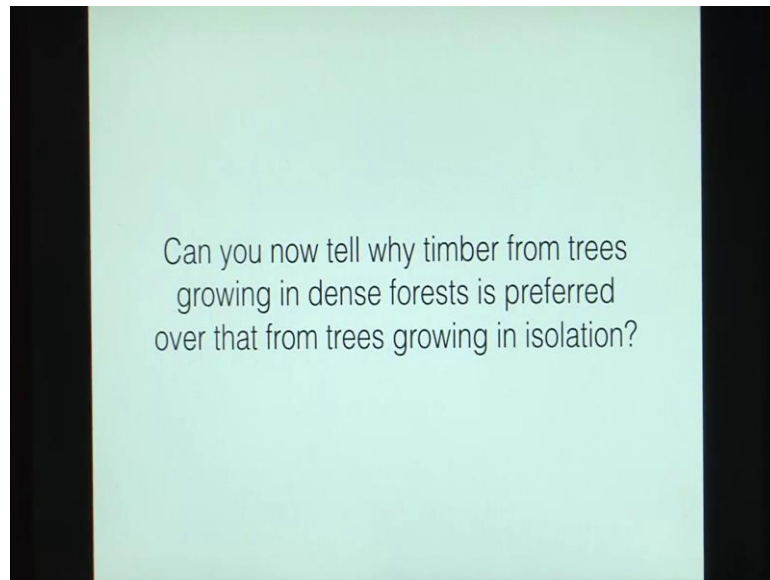 Can you now tell why timber from trees
growing in dense forests is preferred
over that from trees growing in isolation?